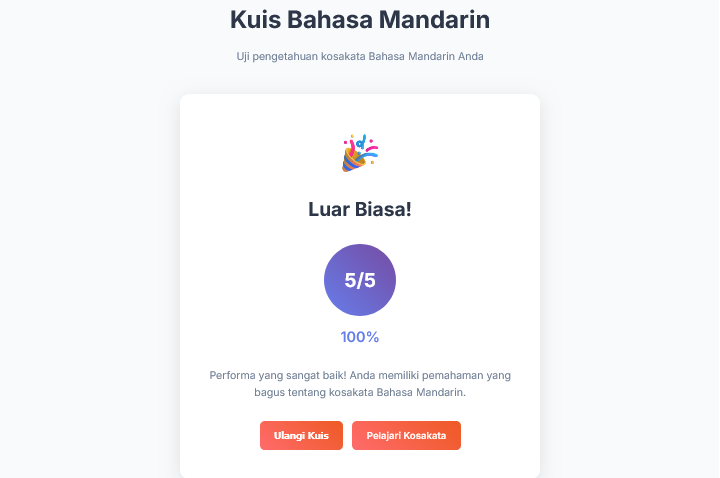 Kuis Bahasa Mandarin
Uji pengetahuan kosakata Bahasa Mandarin Anda
Luar Biasa!
5/5
100%
Performa yang sangat baik! Anda memiliki pemahaman yang
bagus tentang kosakata Bahasa Mandarin.
Ulangi Kuis
Pelajari Kosakata